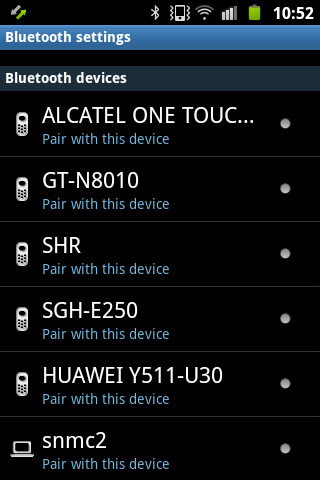 10:52
Bluetooth settings
Bluetooth devices
ALCATEL ONE TOUC...
Pair with this device
GT-N8010
Pair with this device
SHR
Pair with this device
SGH-E250
Pair with this device
HUAWEI Y511-U30
Pair with this device
snmc2
Pair with this device